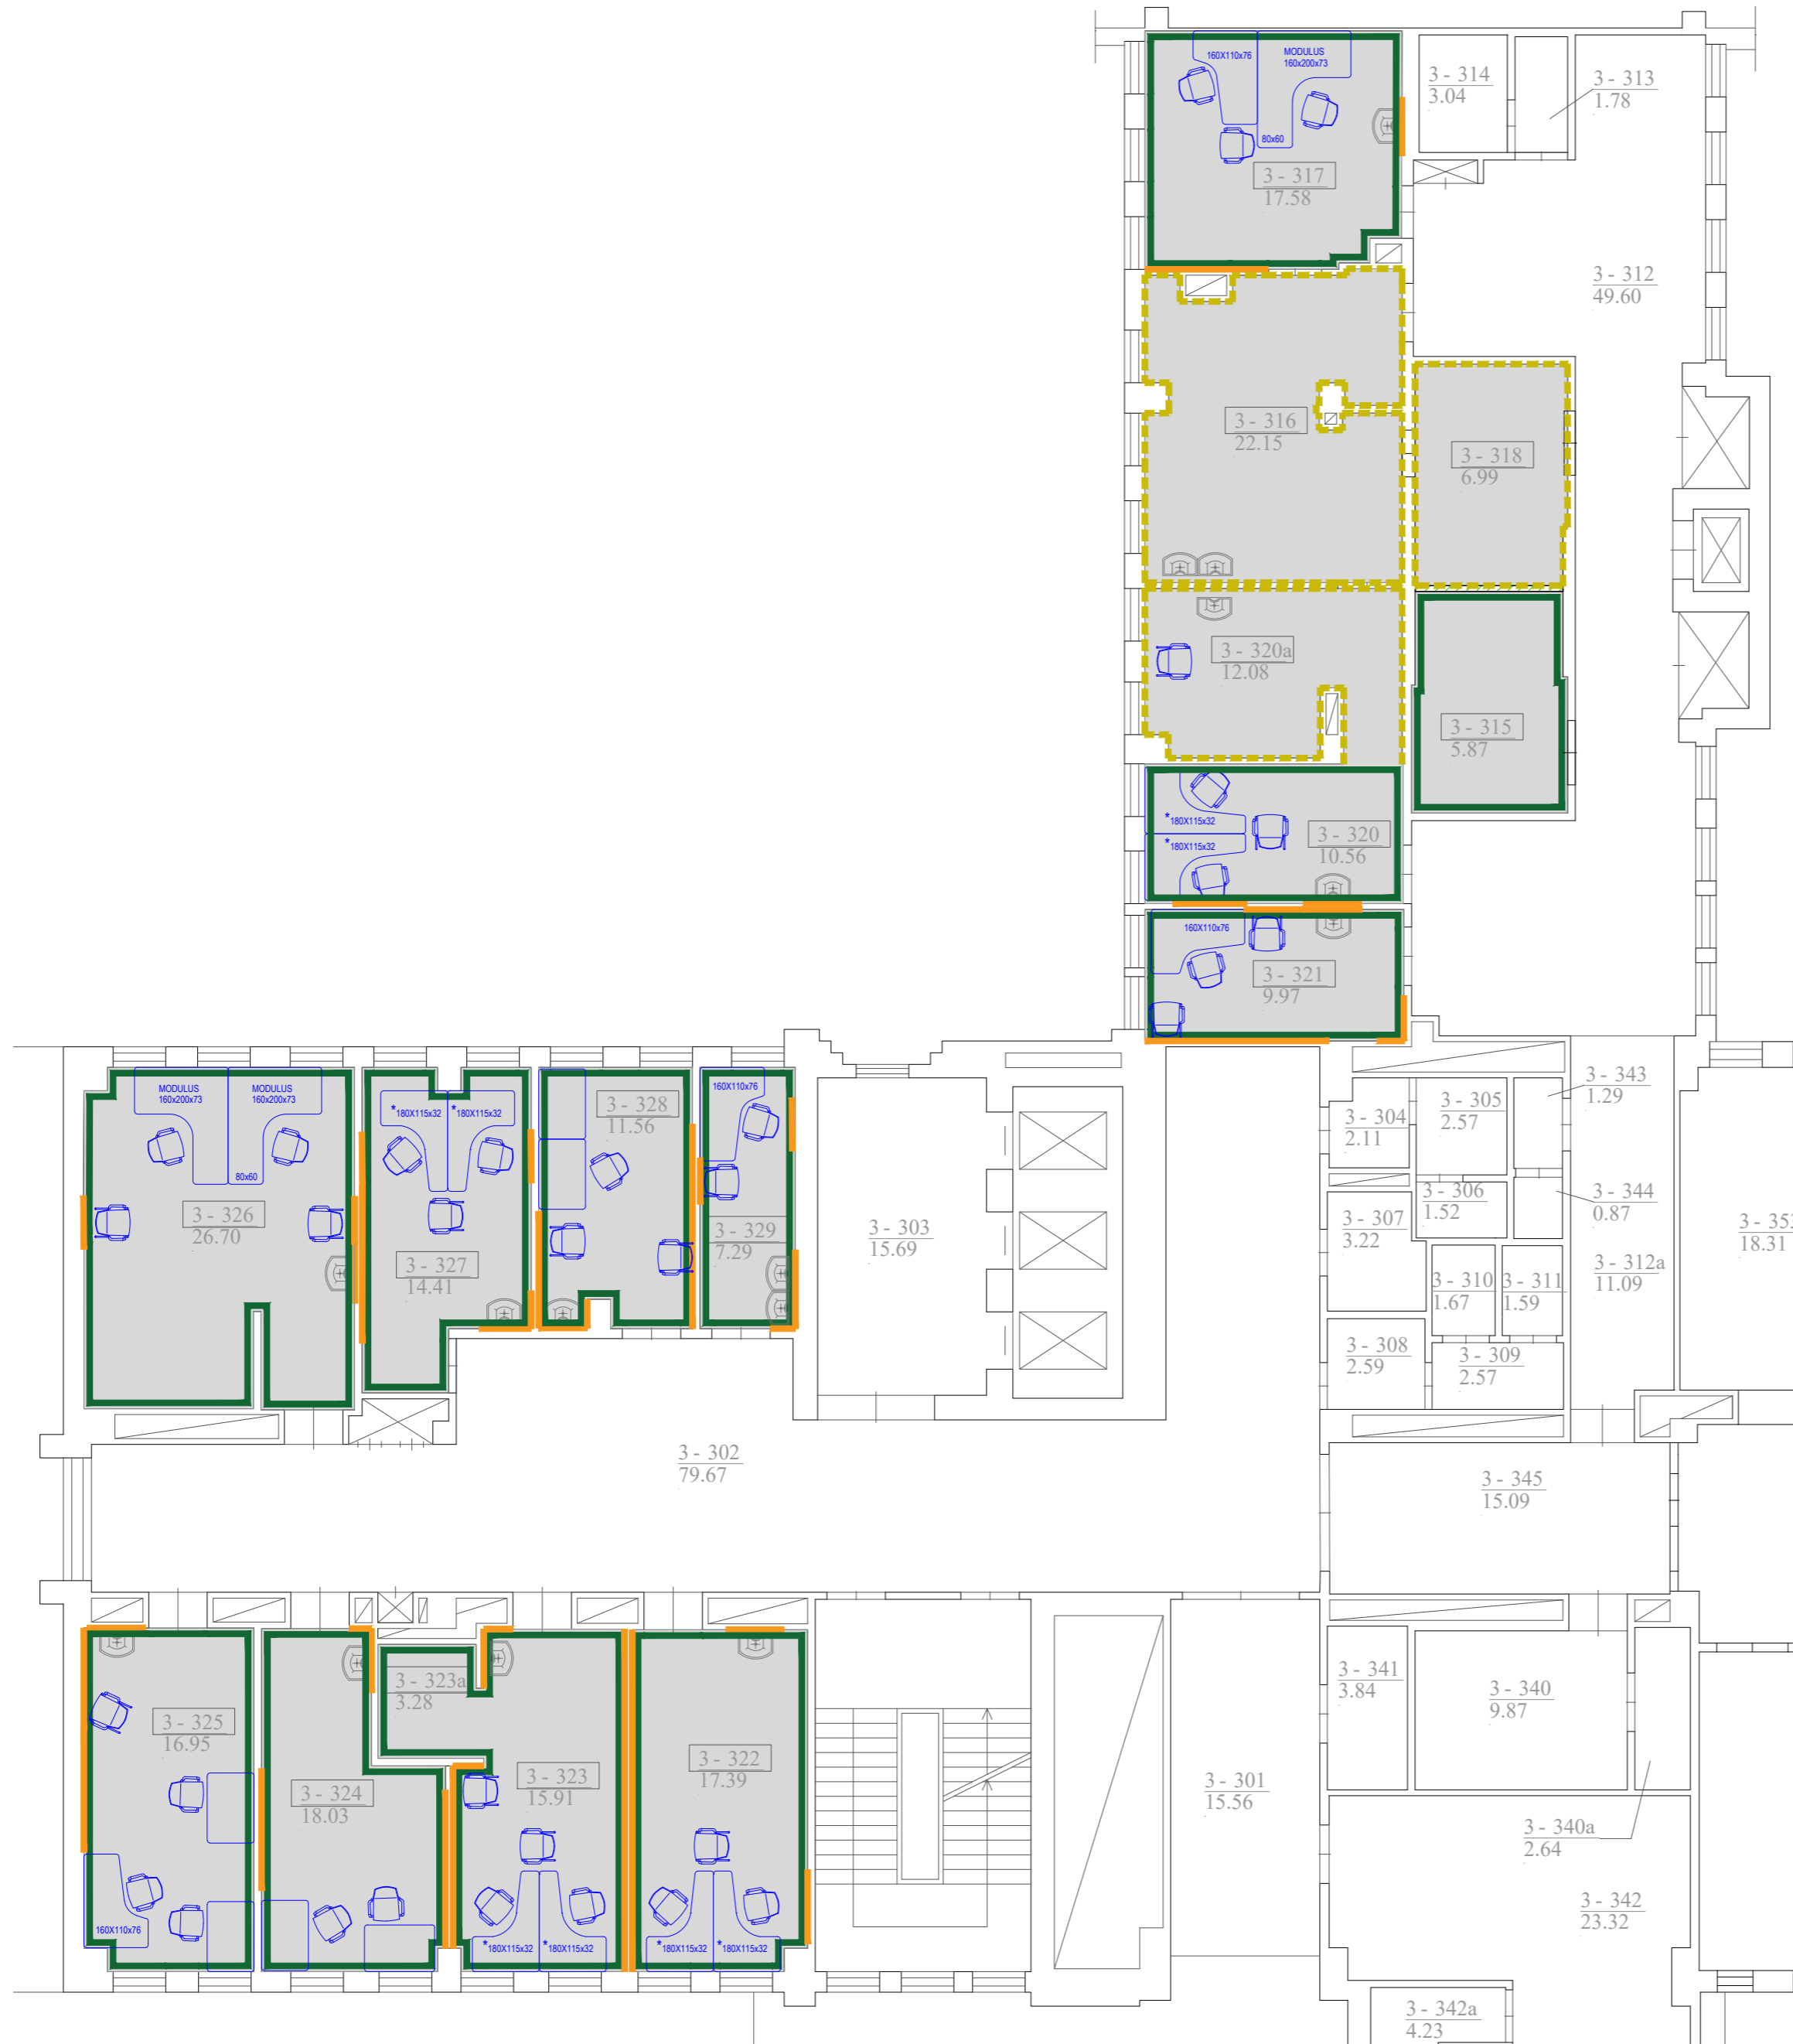 160X110x76
MODULUS
160x200x73
80x60
3 - 317
17.58
3 - 314
3.04
3 - 313
1.78
3 - 312
49.60
3 - 316
22.15
3 - 318
6.99
3 - 320a
12.08
3 - 315
5.87
*180X115x32
*180X115x32
3 - 320
10.56
160X110x76
3 - 321
9.97
MODULUS
160x200x73
MODULUS
160x200x73
80x60
3 - 326
26.70
*180X115x32
*180X115x32
3 - 327
14.41
3 - 328
11.56
160X110x76
3 - 329
7.29
3 - 303
15.69
3 - 304
2.11
3 - 305
2.57
3 - 343
1.29
3 - 306
1.52
3 - 344
0.87
3 - 307
3.22
3 - 353
18.31
3 - 310
1.67
3 - 311
1.59
3 - 312a
11.09
3 - 308
2.59
3 - 309
2.57
3 - 302
79.67
3 - 345
15.09
3 - 325
16.95
160X110x76
3 - 324
18.03
3 - 323a
3.28
3 - 323
15.91
*180X115x32
*180X115x32
3 - 322
17.39
*180X115x32
*180X115x32
3 - 301
15.56
3 - 341
3.84
3 - 340
9.87
3 - 340a
2.64
3 - 342
23.32
3 - 342a
4.23